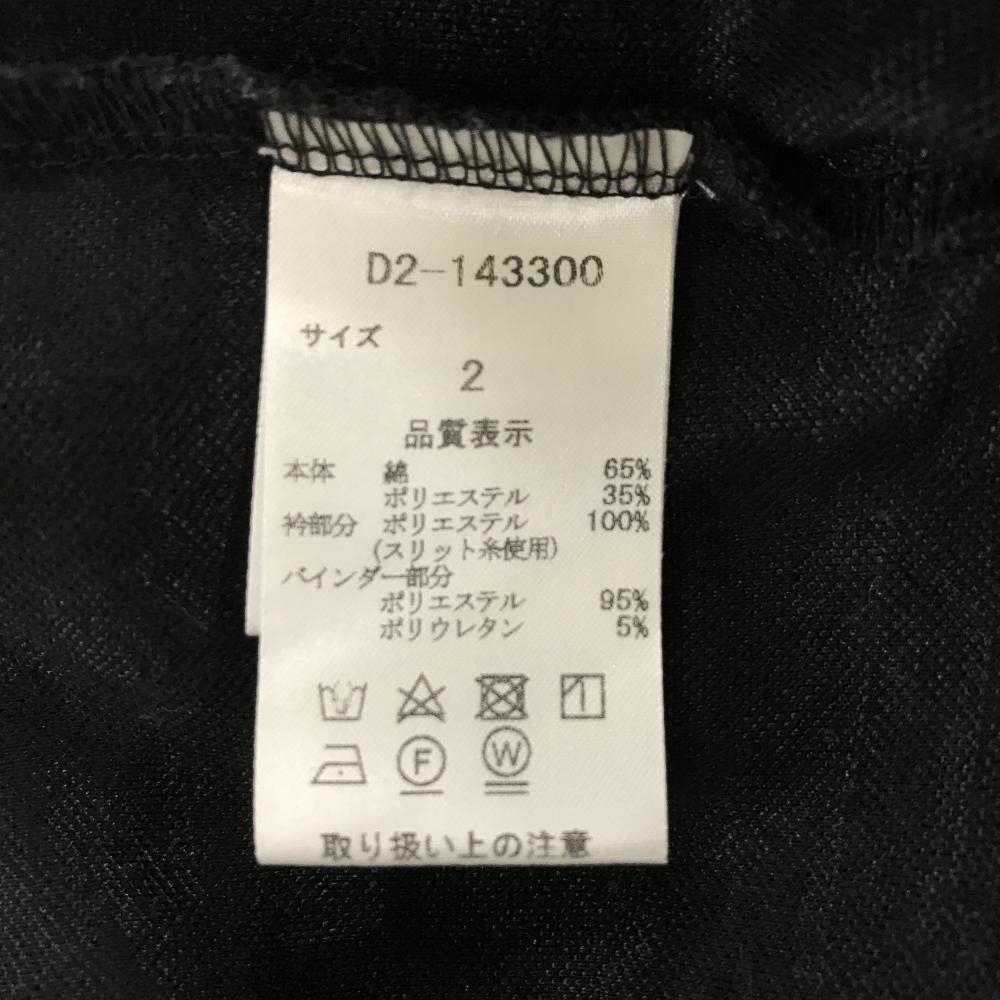 D2-143300
サイズ
2
品質表示
本体 綿 65%
ポリエステル 35%
衿部分 ポリエステル 100%
(スリット糸使用)
バインダー部分
ポリエステル 95%
ポリウレタン 5%
F W
取り扱い上の注意